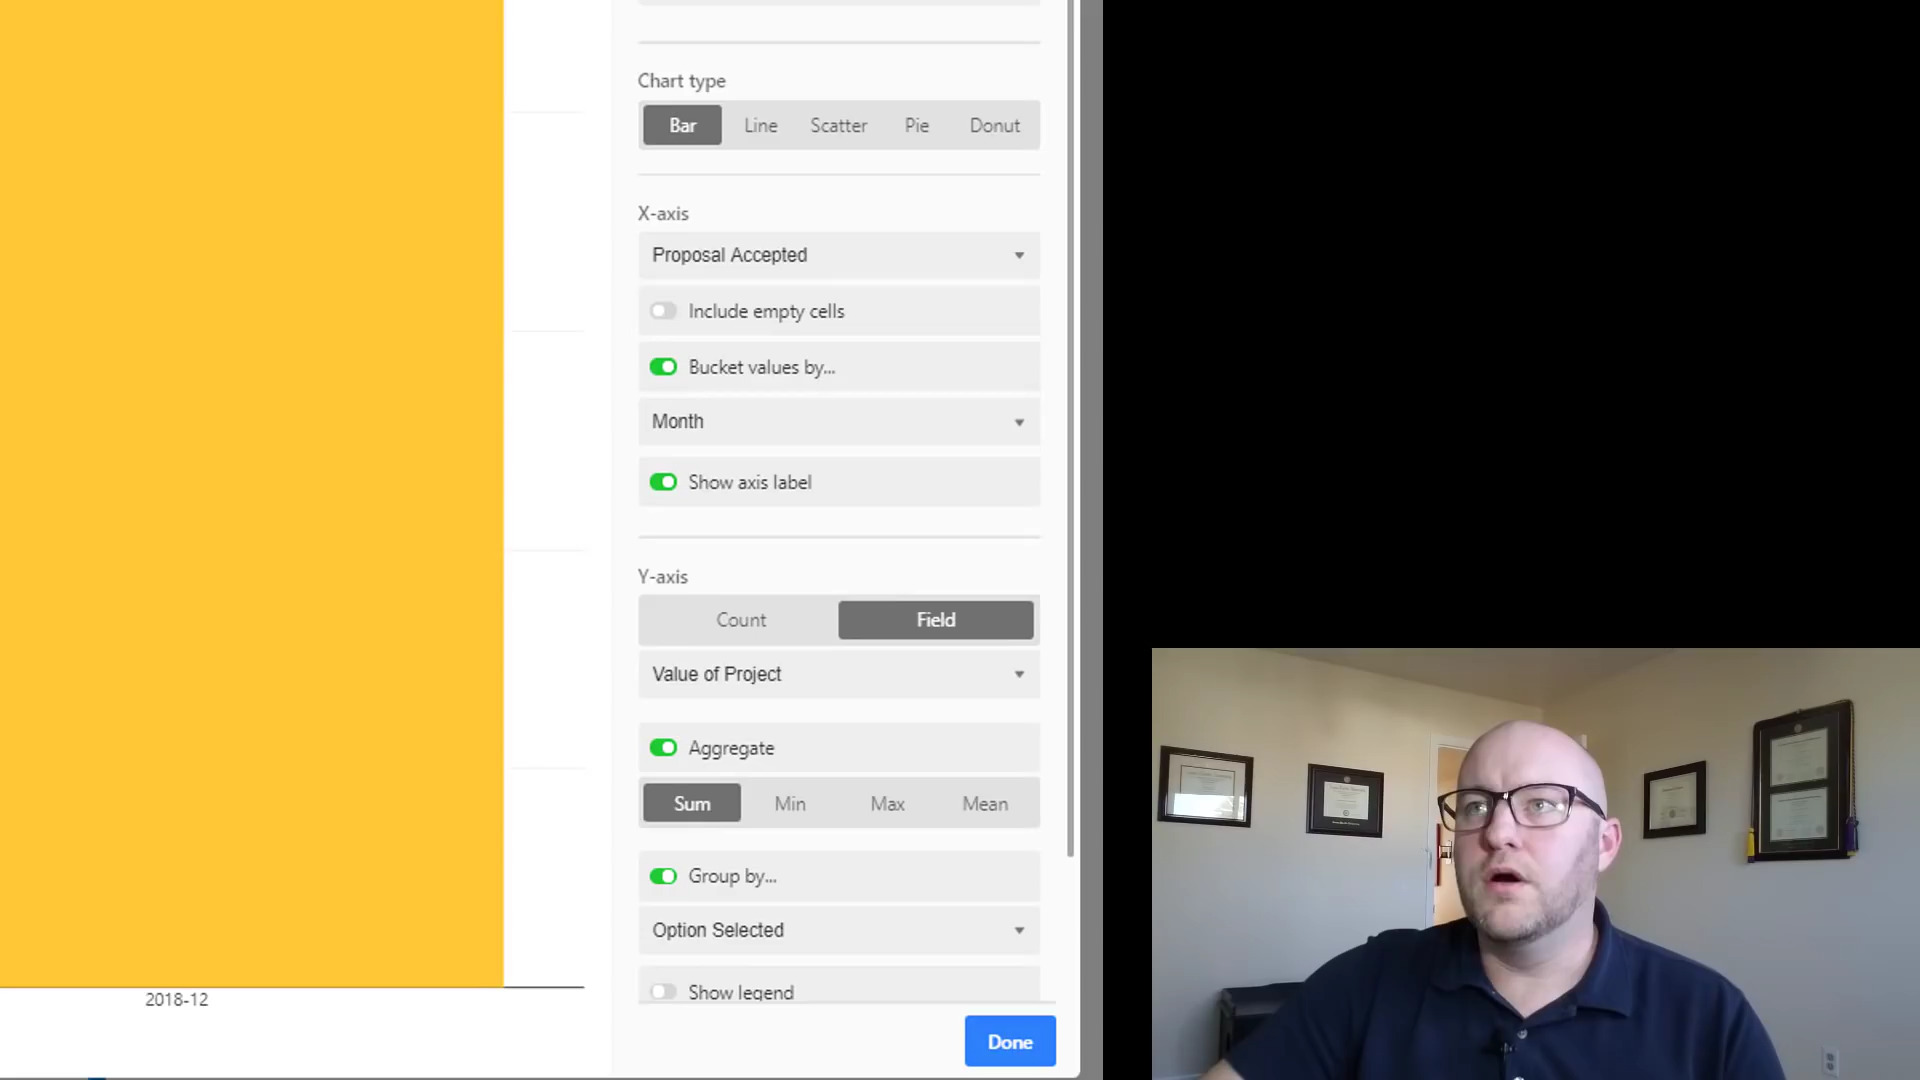 Chart type
Bar Line Scatter Pie Donut
X-axis
Proposal Accepted
Include empty cells
Bucket values by...
Month
Show axis label
Y-axis
Count Field
Value of Project
Aggregate
Sum Min Max Mean
Group by...
Option Selected
Show legend
2018-12
Done